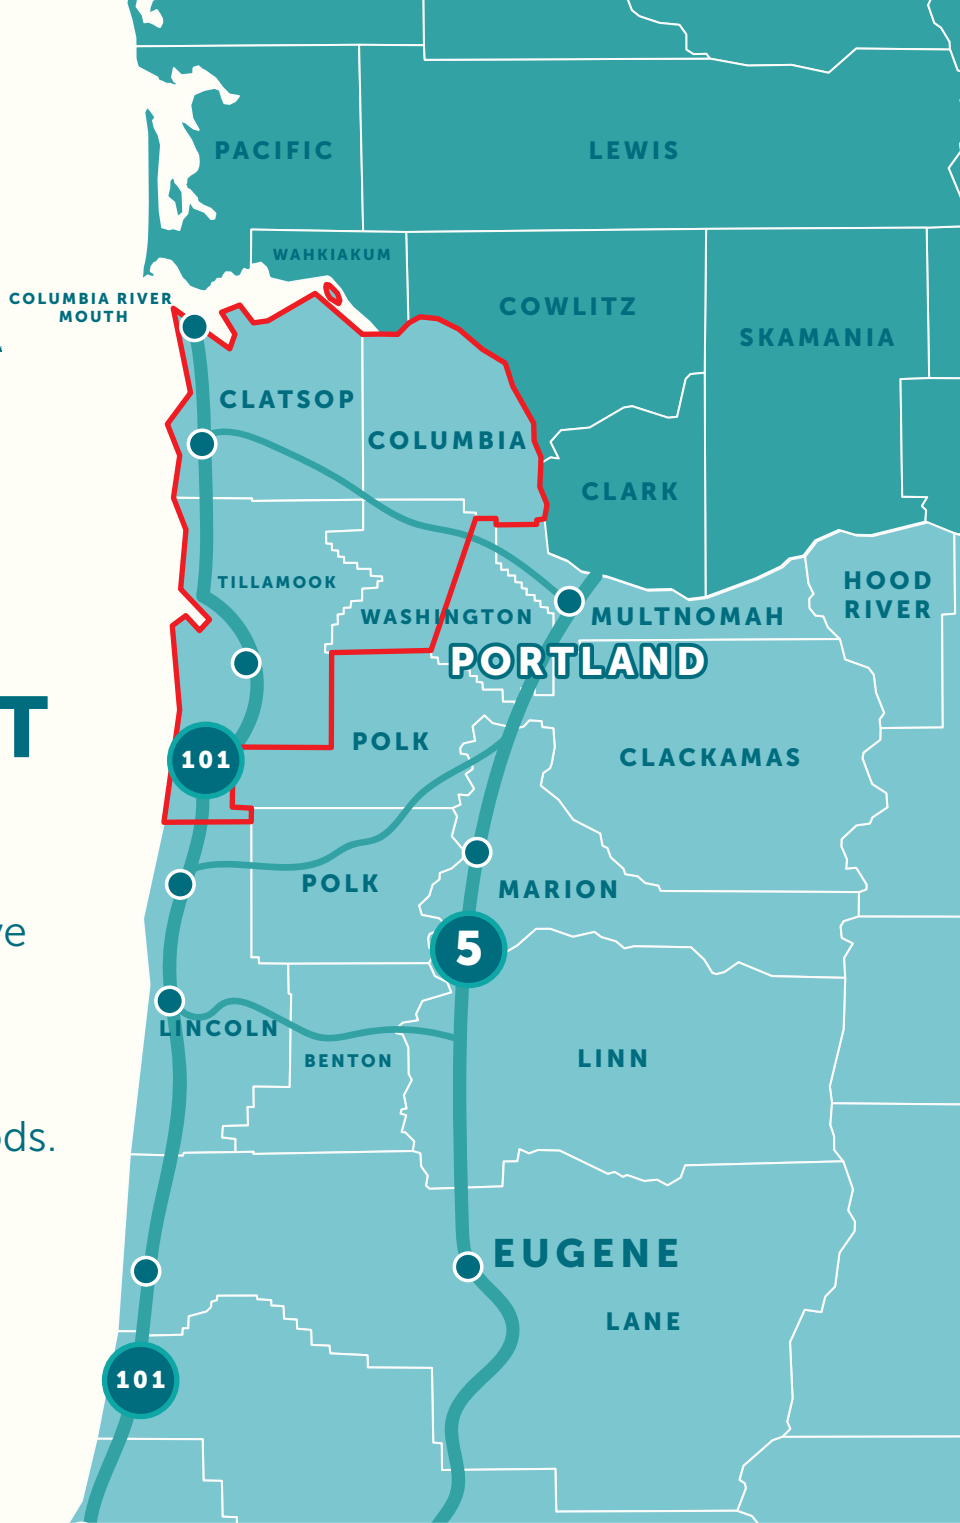 PACIFIC
LEWIS
WAHKIAKUM
COLUMBIA RIVER
MOUTH
COWLITZ
SKAMANIA
CLATSOP
COLUMBIA
CLARK
TILLAMOOK
HOOD
RIVER
WASHINGTON
MULTNOMAH
PORTLAND
T
POLK
CLACKAMAS
101
POLK
MARION
ve
5
LINCOLN
BENTON
LINN
ods.
EUGENE
LANE
101